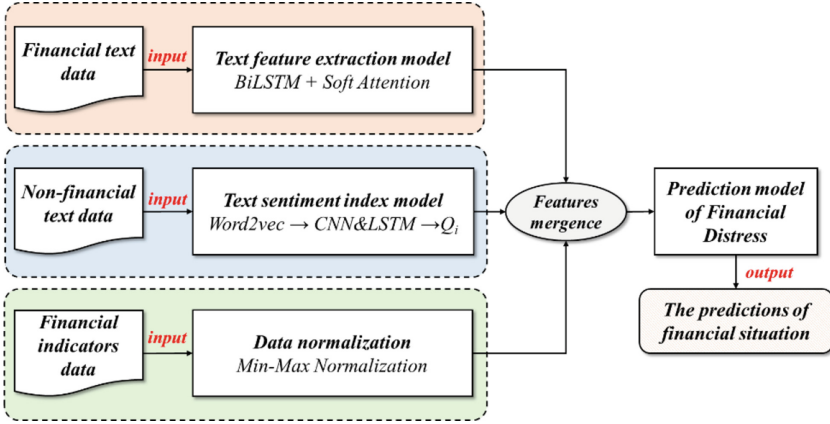 Financial text
data
input
Text feature extraction model
BiLSTM + Soft Attention
Non-financial
text data
input
Text sentiment index model
Word2vec → CNN&LSTM →Qi
Features
mergence
Prediction model
of Financial
Distress
output
The predictions of
financial situation
Financial
indicators
data
input
Data normalization
Min-Max Normalization